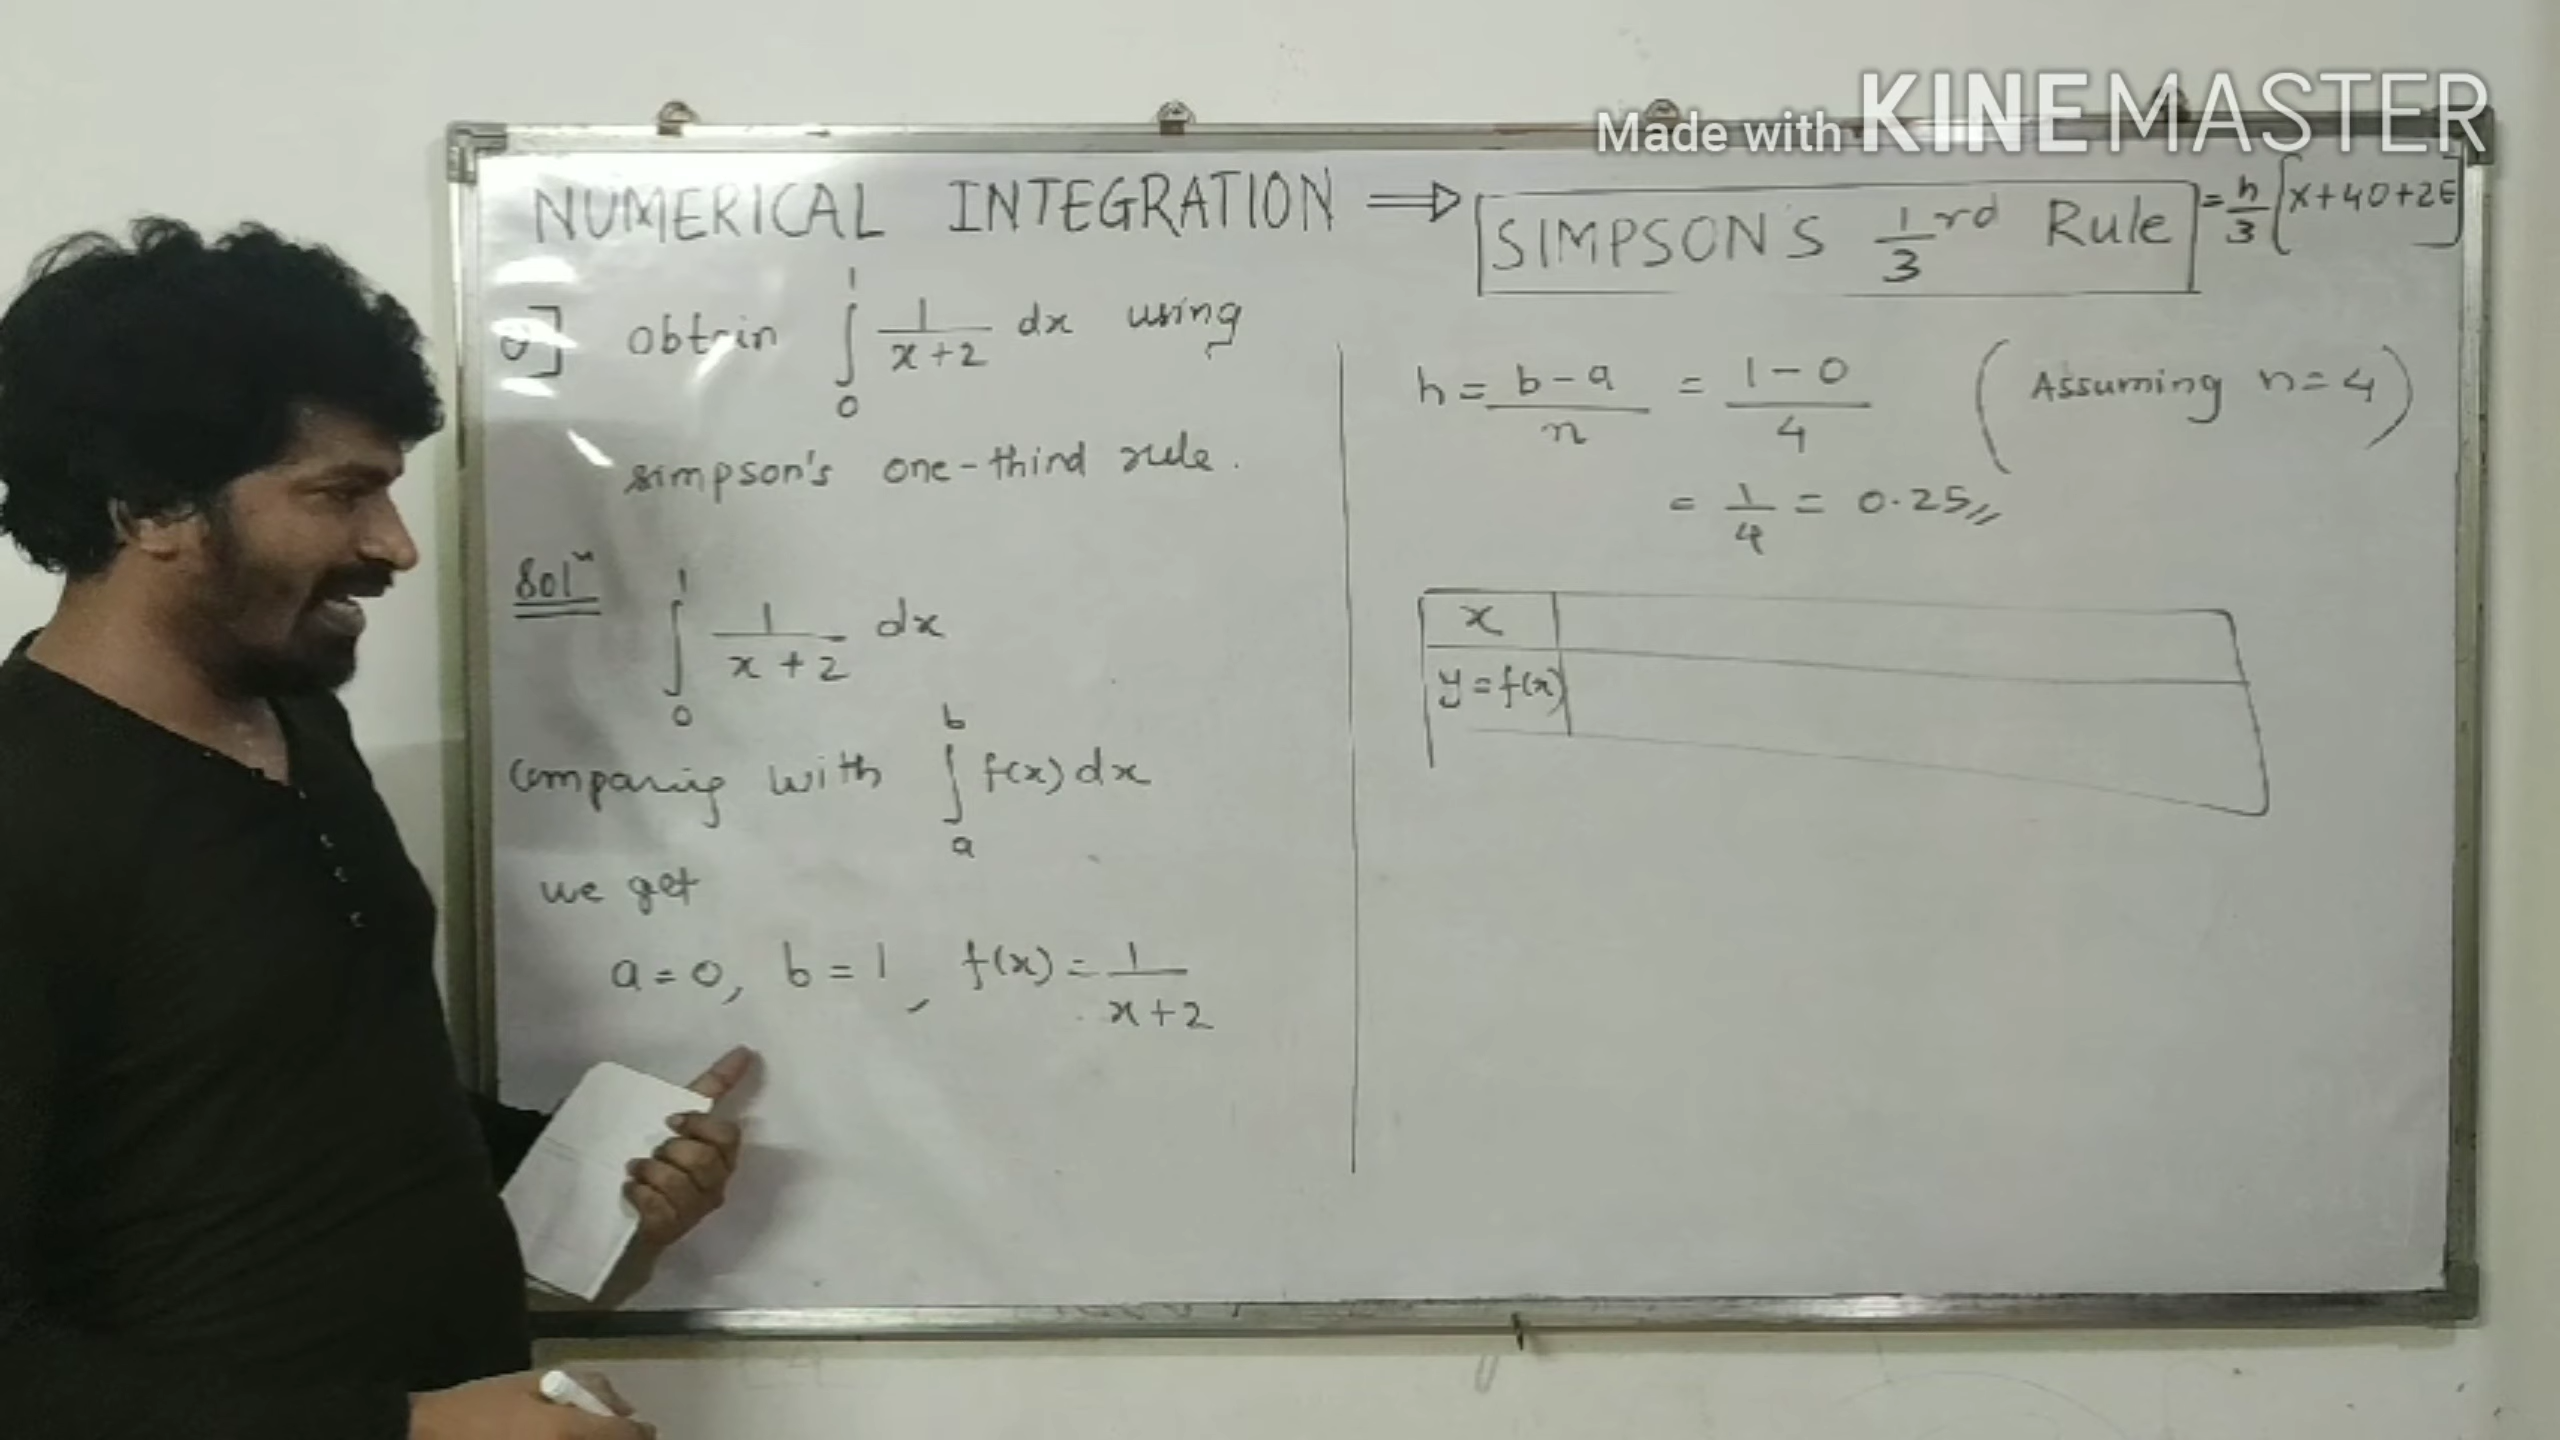 Made with KINEMASTER
NUMERICAL INTEGRATION ⇒ SIMPSON'S 1/3 rd Rule = h/3 [x+4O+2E]
Q] obtain ∫₀¹ 1/(x+2) dx using
simpson's one-third rule.
Solⁿ ∫₀¹ 1/(x+2) dx
Comparing with ∫ₐᵇ f(x) dx
we get
a=0, b=1, f(x) = 1/(x+2)
h = (b-a)/n = (1-0)/4 (Assuming n=4)
= 1/4 = 0.25//
x
y=f(x)